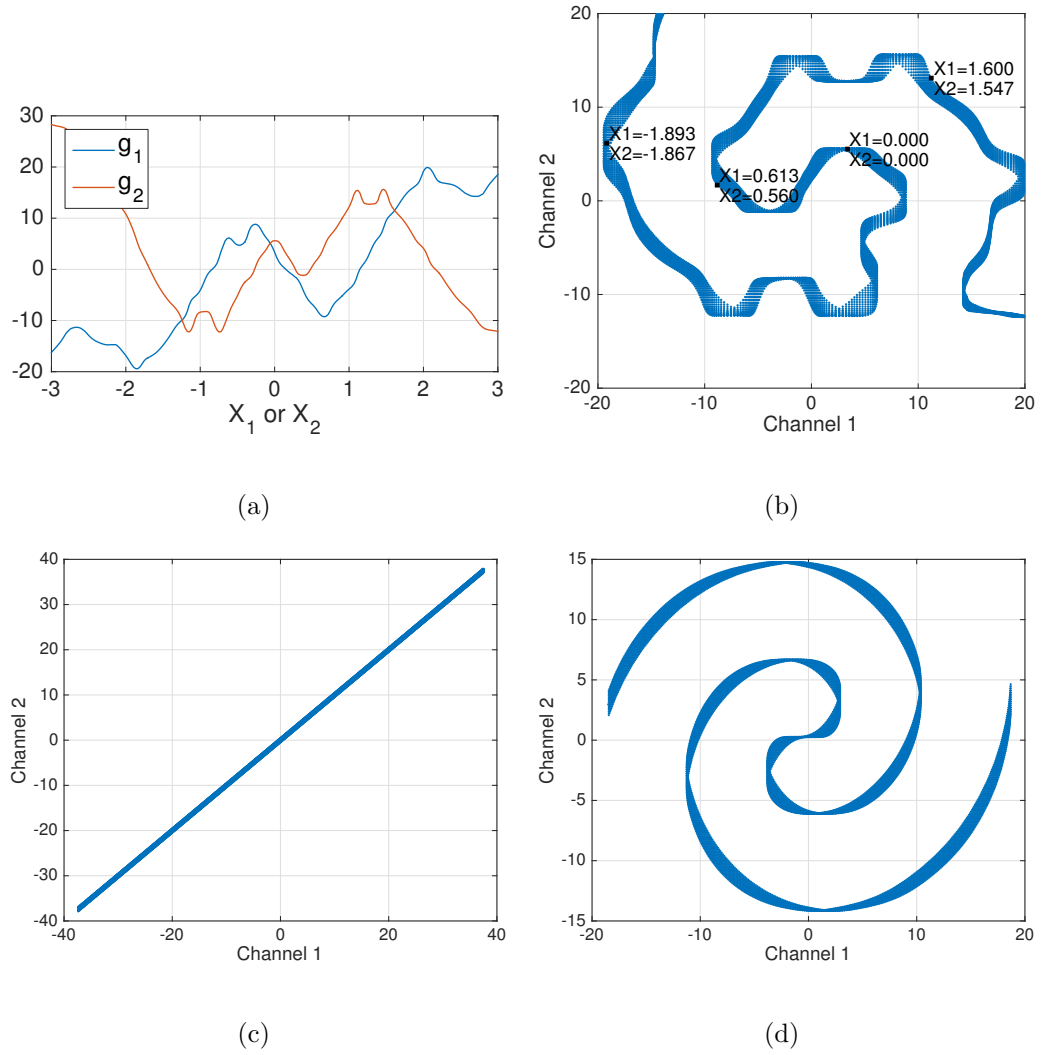 30
20
10
0
-10
-20
-3
-2
-1
0
1
2
3
g1
g2
X1 or X2
(a)
20
10
0
-10
-20
-20
-10
0
10
20
Channel 1
Channel 2
X1=1.600
X2=1.547
X1=-1.893
X2=-1.867
X1=0.000
X2=0.000
X1=0.613
X2=0.560
(b)
40
30
20
10
0
-10
-20
-30
-40
-40
-20
0
20
40
Channel 1
Channel 2
(c)
15
10
5
0
-5
-10
-15
-20
-10
0
10
20
Channel 1
Channel 2
(d)